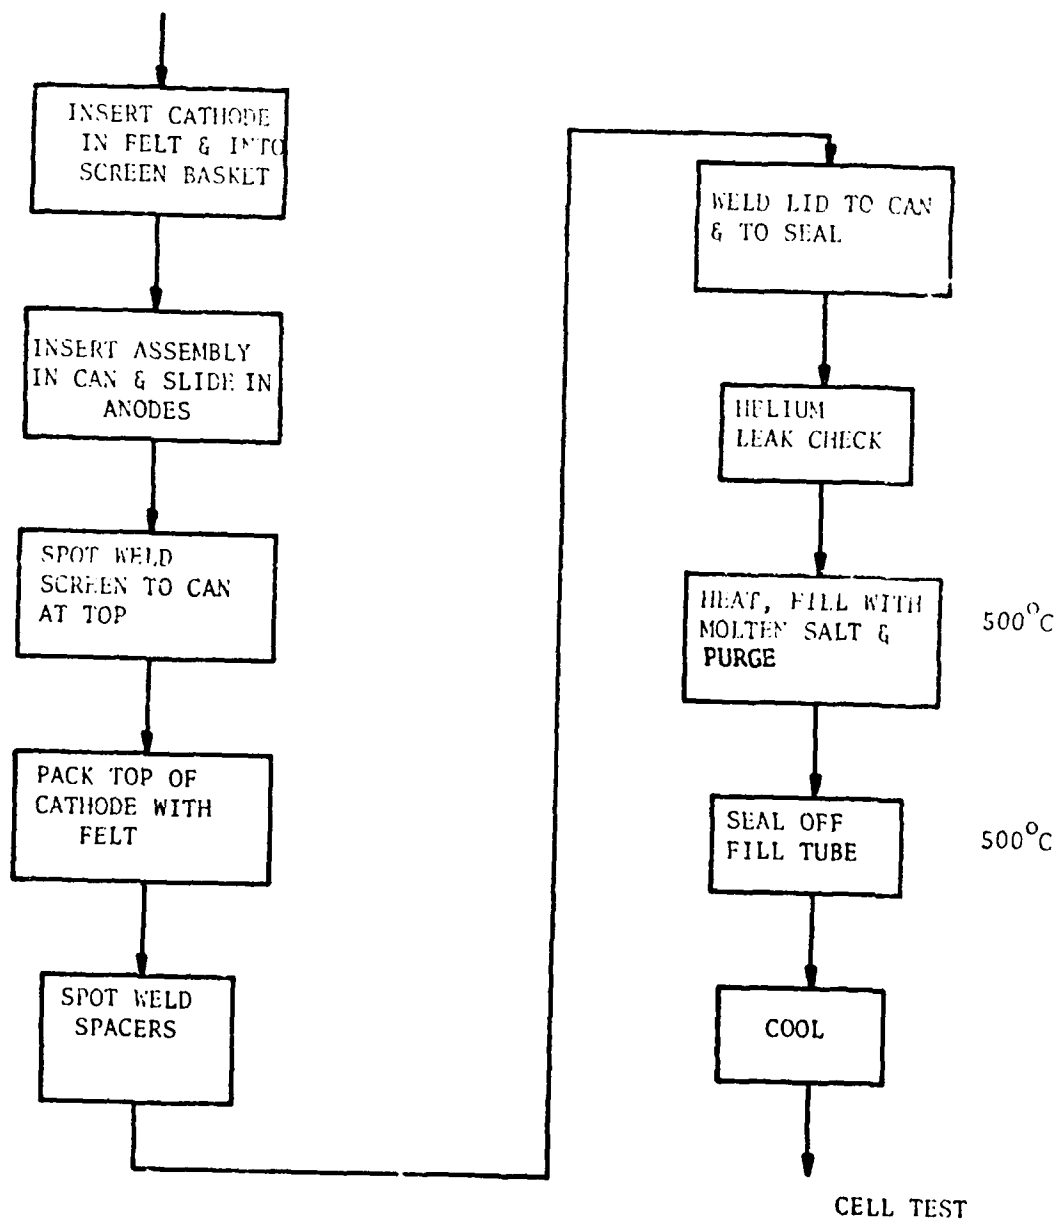 INSERT CATHODE
IN FELT & INTO
SCREEN BASKET
INSERT ASSEMBLY
IN CAN & SLIDE IN
ANODES
SPOT WELD
SCREEN TO CAN
AT TOP
PACK TOP OF
CATHODE WITH
FELT
SPOT WELD
SPACERS
WELD LID TO CAN
& TO SEAL
HELIUM
LEAK CHECK
HEAT, FILL WITH
MOLTEN SALT &
PURGE
500°C
SEAL OFF
FILL TUBE
500°C
COOL
CELL TEST